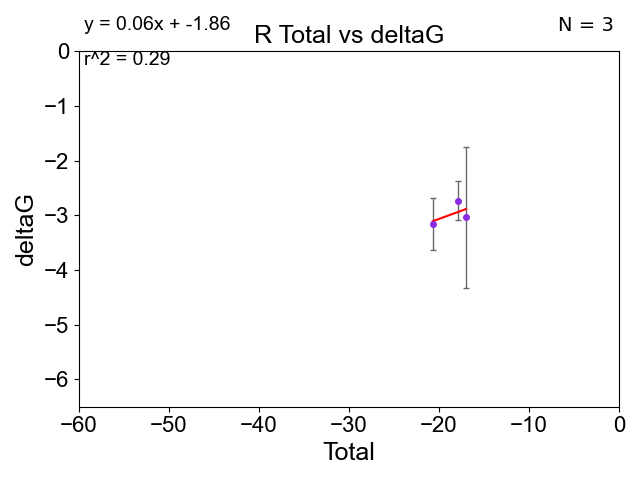 y = 0.06x + -1.86
R Total vs deltaG
N = 3
r^2 = 0.29
0
−1
−2
−3
−4
−5
−6
deltaG
−60 −50 −40 −30 −20 −10 0
Total